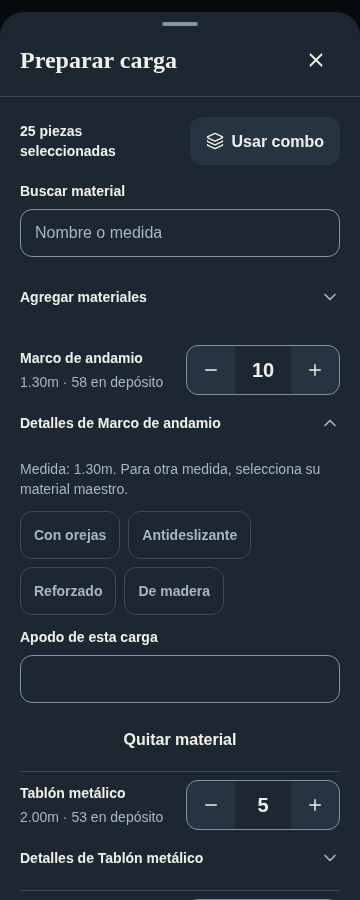 Preparar carga
25 piezas
seleccionadas
Usar combo
Buscar material
Nombre o medida
Agregar materiales
Marco de andamio
1.30m · 58 en depósito
10
Detalles de Marco de andamio
Medida: 1.30m. Para otra medida, selecciona su
material maestro.
Con orejas
Antideslizante
Reforzado
De madera
Apodo de esta carga
Quitar material
Tablón metálico
2.00m · 53 en depósito
5
Detalles de Tablón metálico